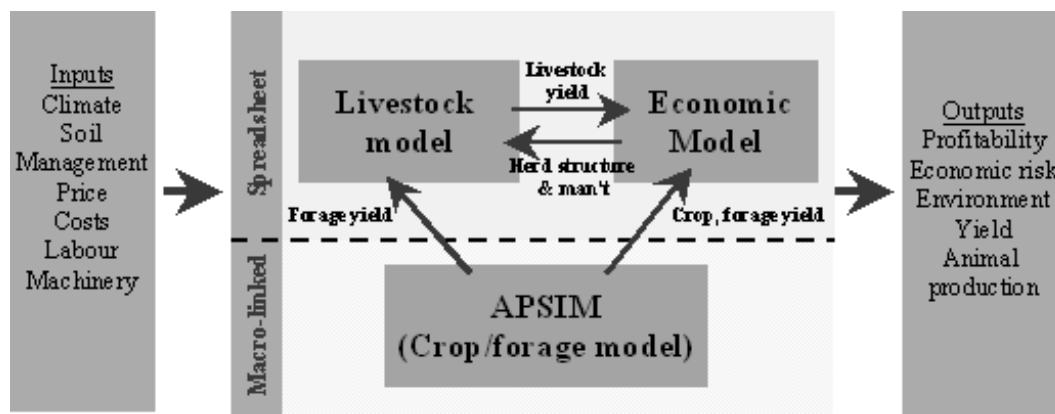 Inputs
Climate
Soil
Management
Price
Costs
Labour
Machinery
Spreadsheet
Livestock
model
Livestock
yield
Economic
Model
Herd structure
& man't
Forage yield
Crop, forage yield
Macro-linked
APSIM
(Crop/forage model)
Outputs
Profitability
Economic risk
Environment
Yield
Animal
production